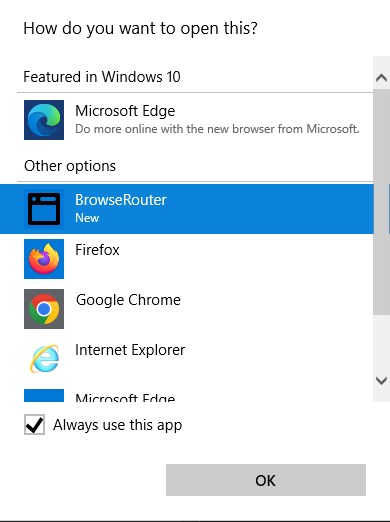 How do you want to open this?
Featured in Windows 10
Microsoft Edge
Do more online with the new browser from Microsoft.
Other options
BrowseRouter
New
Firefox
Google Chrome
Internet Explorer
Microsoft Edge
Always use this app
OK